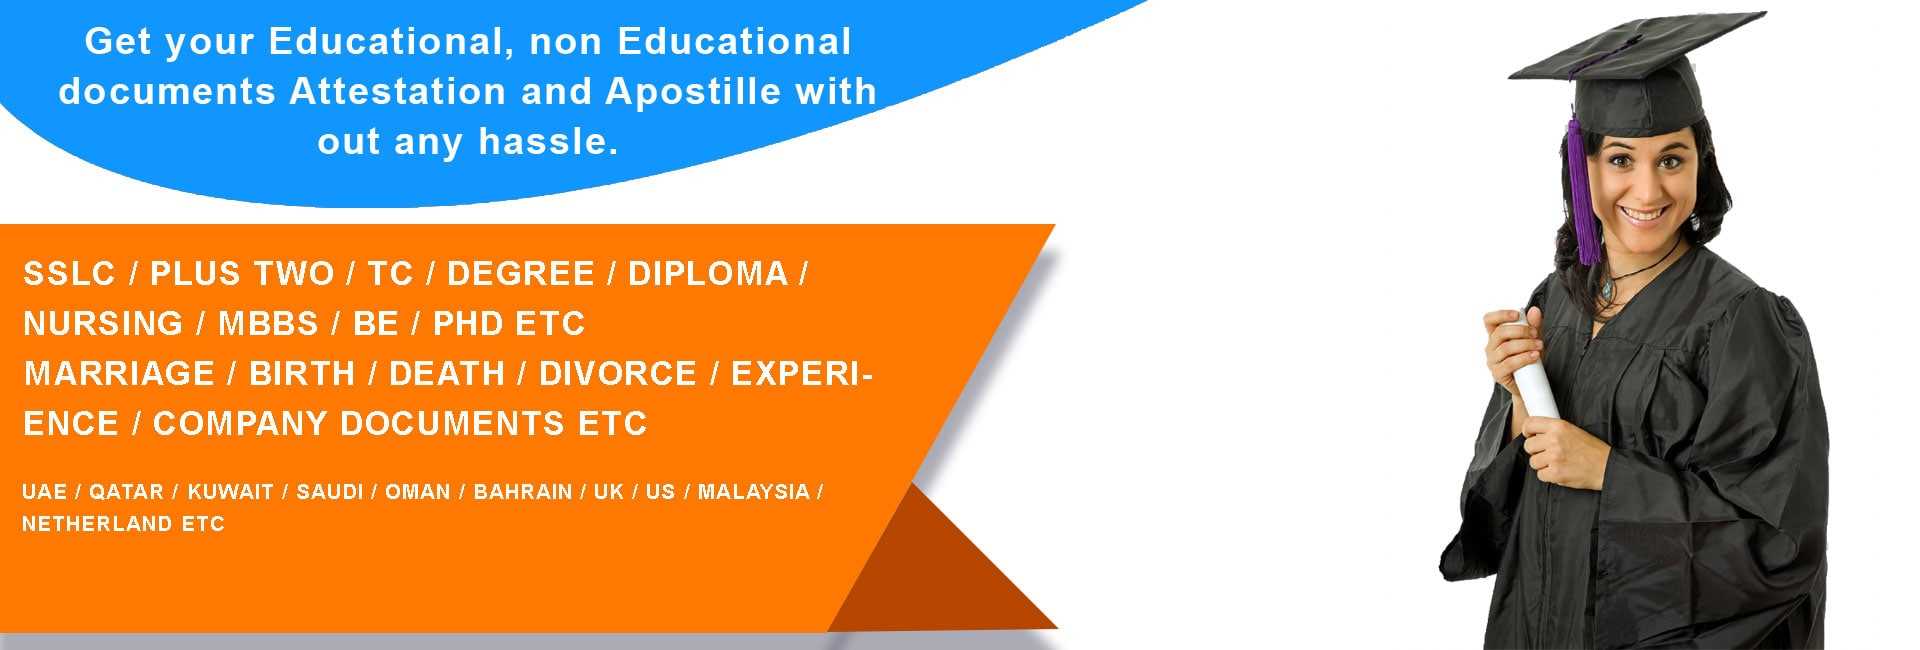 Get your Educational, non Educational
documents Attestation and Apostille with
out any hassle.
SSLC / PLUS TWO / TC / DEGREE / DIPLOMA /
NURSING / MBBS / BE / PHD ETC
MARRIAGE / BIRTH / DEATH / DIVORCE / EXPERI-
ENCE / COMPANY DOCUMENTS ETC
UAE / QATAR / KUWAIT / SAUDI / OMAN / BAHRAIN / UK / US / MALAYSIA /
NETHERLAND ETC